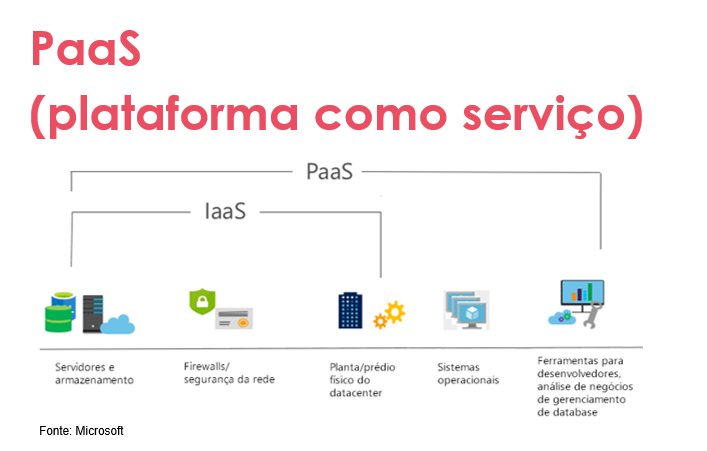 PaaS
(plataforma como serviço)
PaaS
IaaS
Servidores e
armazenamento
Firewalls/
segurança da rede
Planta/prédio
físico do
datacenter
Sistemas
operacionais
Ferramentas para
desenvolvedores,
análise de negócios
de gerenciamento
de database
Fonte: Microsoft